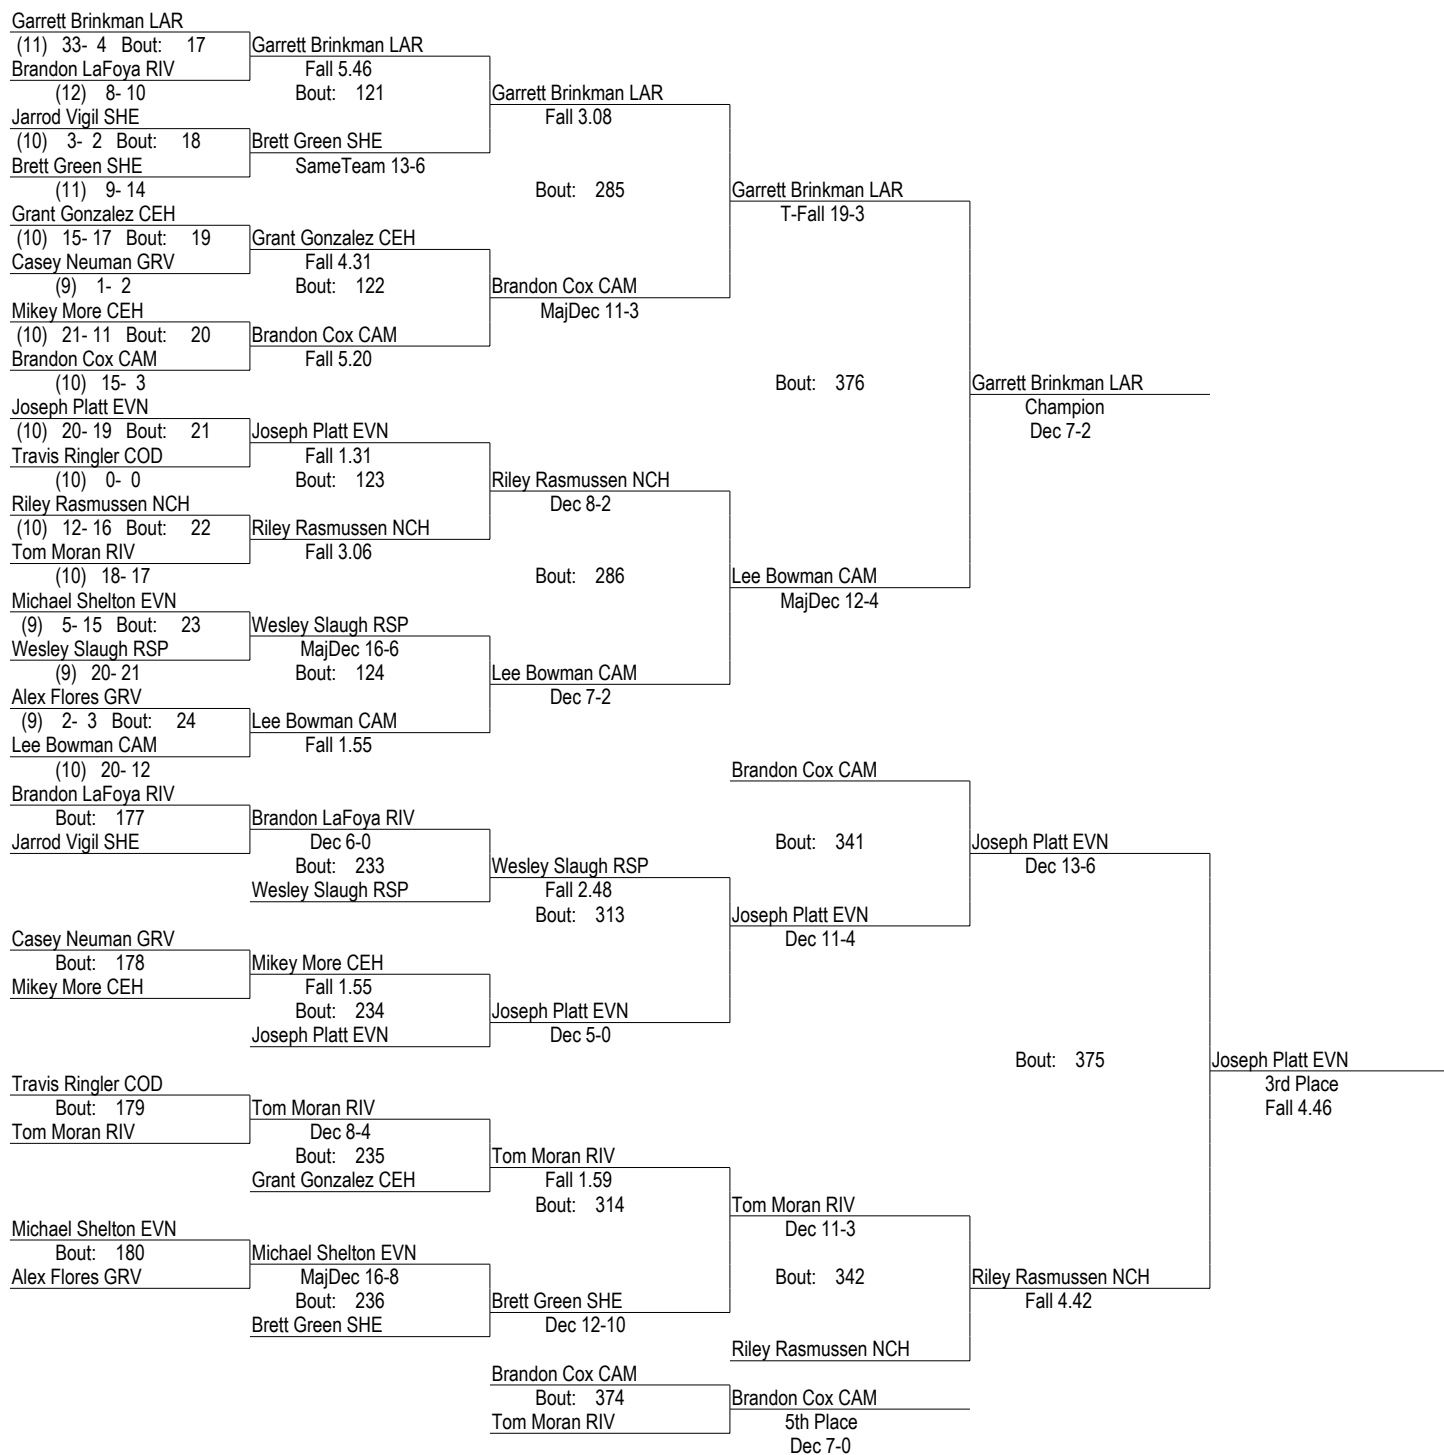 Garrett Brinkman LAR
(11) 33- 4 Bout: 17
Brandon LaFoya RIV
(12) 8- 10
Jarrod Vigil SHE
(10) 3- 2 Bout: 18
Brett Green SHE
(11) 9- 14
Grant Gonzalez CEH
(10) 15- 17 Bout: 19
Casey Neuman GRV
(9) 1- 2
Mikey More CEH
(10) 21- 11 Bout: 20
Brandon Cox CAM
(10) 15- 3
Joseph Platt EVN
(10) 20- 19 Bout: 21
Travis Ringler COD
(10) 0- 0
Riley Rasmussen NCH
(10) 12- 16 Bout: 22
Tom Moran RIV
(10) 18- 17
Michael Shelton EVN
(9) 5- 15 Bout: 23
Wesley Slaugh RSP
(9) 20- 21
Alex Flores GRV
(9) 2- 3 Bout: 24
Lee Bowman CAM
(10) 20- 12
Garrett Brinkman LAR
Fall 5.46
Bout: 121
Brett Green SHE
SameTeam 13-6
Grant Gonzalez CEH
Fall 4.31
Bout: 122
Brandon Cox CAM
Fall 5.20
Joseph Platt EVN
Fall 1.31
Bout: 123
Riley Rasmussen NCH
Fall 3.06
Wesley Slaugh RSP
MajDec 16-6
Bout: 124
Lee Bowman CAM
Fall 1.55
Garrett Brinkman LAR
Fall 3.08
Bout: 285
Brandon Cox CAM
MajDec 11-3
Riley Rasmussen NCH
Dec 8-2
Bout: 286
Lee Bowman CAM
Dec 7-2
Garrett Brinkman LAR
T-Fall 19-3
Bout: 376
Lee Bowman CAM
MajDec 12-4
Garrett Brinkman LAR
Champion
Dec 7-2
Brandon LaFoya RIV
Bout: 177
Jarrod Vigil SHE
Casey Neuman GRV
Bout: 178
Mikey More CEH
Travis Ringler COD
Bout: 179
Tom Moran RIV
Michael Shelton EVN
Bout: 180
Alex Flores GRV
Brandon LaFoya RIV
Dec 6-0
Bout: 233
Wesley Slaugh RSP
Mikey More CEH
Fall 1.55
Bout: 234
Joseph Platt EVN
Tom Moran RIV
Dec 8-4
Bout: 235
Grant Gonzalez CEH
Michael Shelton EVN
MajDec 16-8
Bout: 236
Brett Green SHE
Wesley Slaugh RSP
Fall 2.48
Bout: 313
Joseph Platt EVN
Dec 5-0
Tom Moran RIV
Fall 1.59
Bout: 314
Brett Green SHE
Dec 12-10
Brandon Cox CAM
Bout: 341
Joseph Platt EVN
Dec 11-4
Tom Moran RIV
Dec 11-3
Bout: 342
Riley Rasmussen NCH
Joseph Platt EVN
Dec 13-6
Bout: 375
Riley Rasmussen NCH
Fall 4.42
Joseph Platt EVN
3rd Place
Fall 4.46
Brandon Cox CAM
Bout: 374
Tom Moran RIV
Brandon Cox CAM
5th Place
Dec 7-0